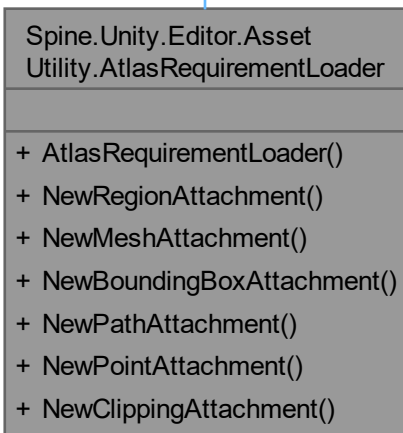 Spine.Unity.Editor.Asset
Utility.AtlasRequirementLoader
+ AtlasRequirementLoader()
+ NewRegionAttachment()
+ NewMeshAttachment()
+ NewBoundingBoxAttachment()
+ NewPathAttachment()
+ NewPointAttachment()
+ NewClippingAttachment()